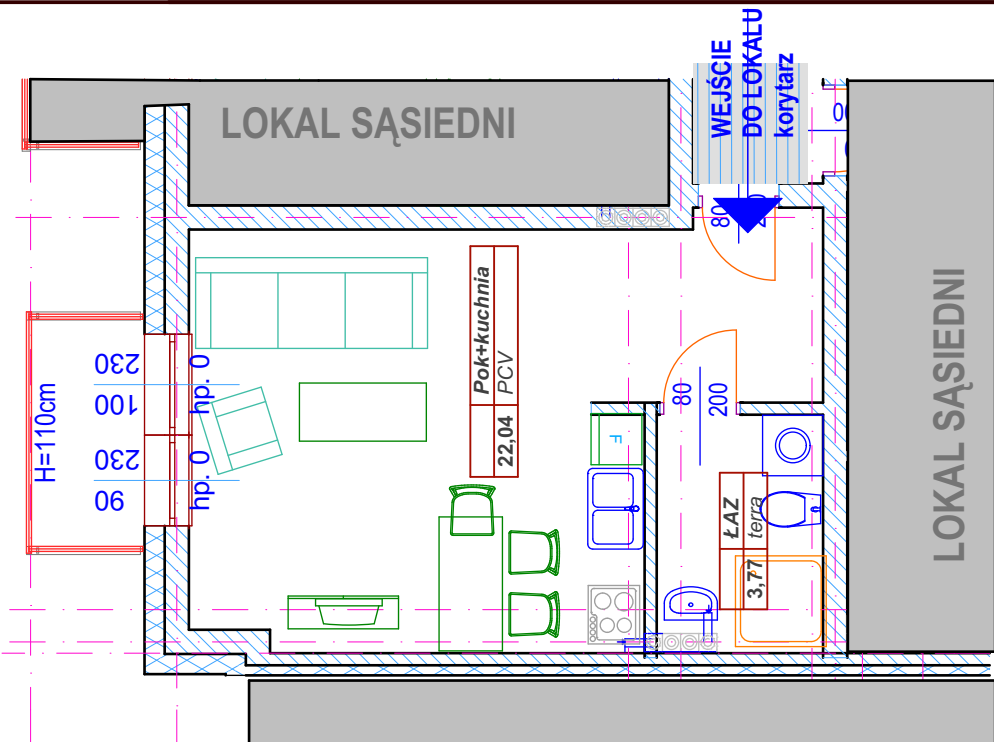 LOKAL SĄSIEDNI
WEJŚCIE
DO LOKALU
korytarz
80
Pok+kuchnia
PCV
22,04
230
100
hp. 0
230
90
hp. 0
H=110cm
80
200
F
ŁAZ
terra
3,77
LOKAL SĄSIEDNI